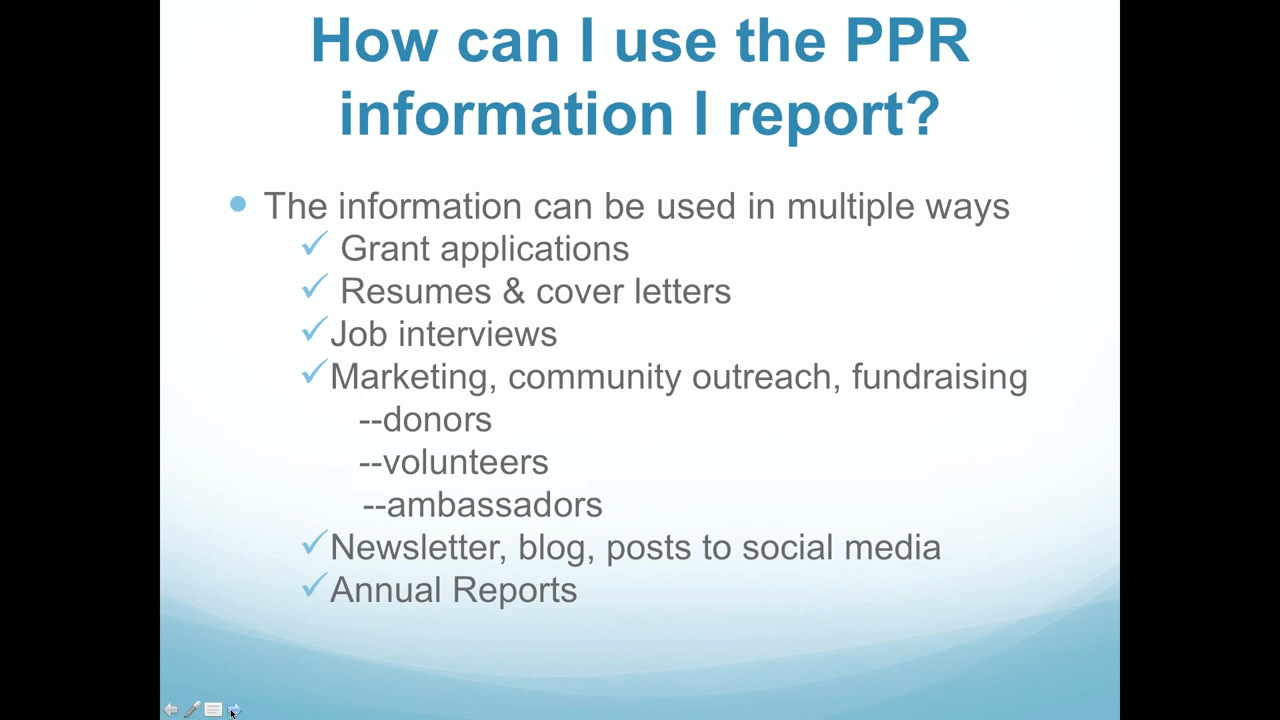 How can I use the PPR
information I report?
The information can be used in multiple ways
Grant applications
Resumes & cover letters
Job interviews
Marketing, community outreach, fundraising
--donors
--volunteers
--ambassadors
Newsletter, blog, posts to social media
Annual Reports